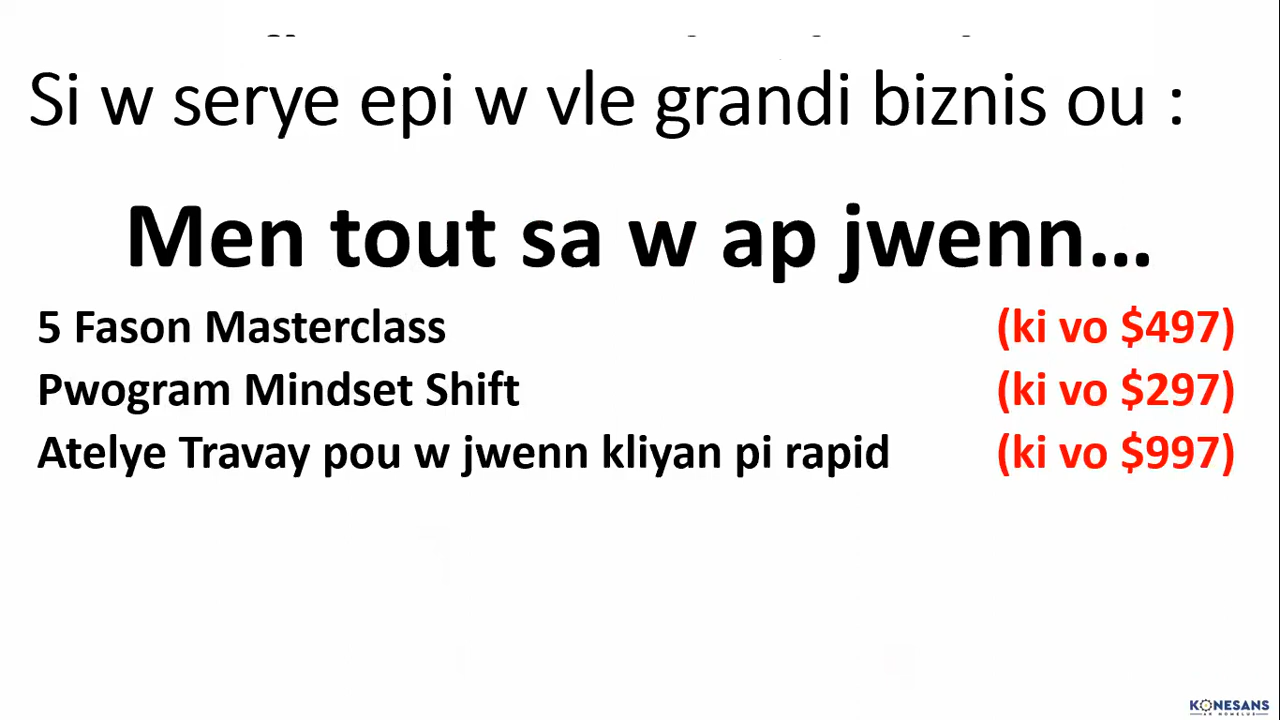 Si w serye epi w vle grandi biznis ou :
Men tout sa w ap jwenn...
5 Fason Masterclass (ki vo $497)
Pwogram Mindset Shift (ki vo $297)
Atelye Travay pou w jwenn kliyan pi rapid (ki vo $997)
KONESANS